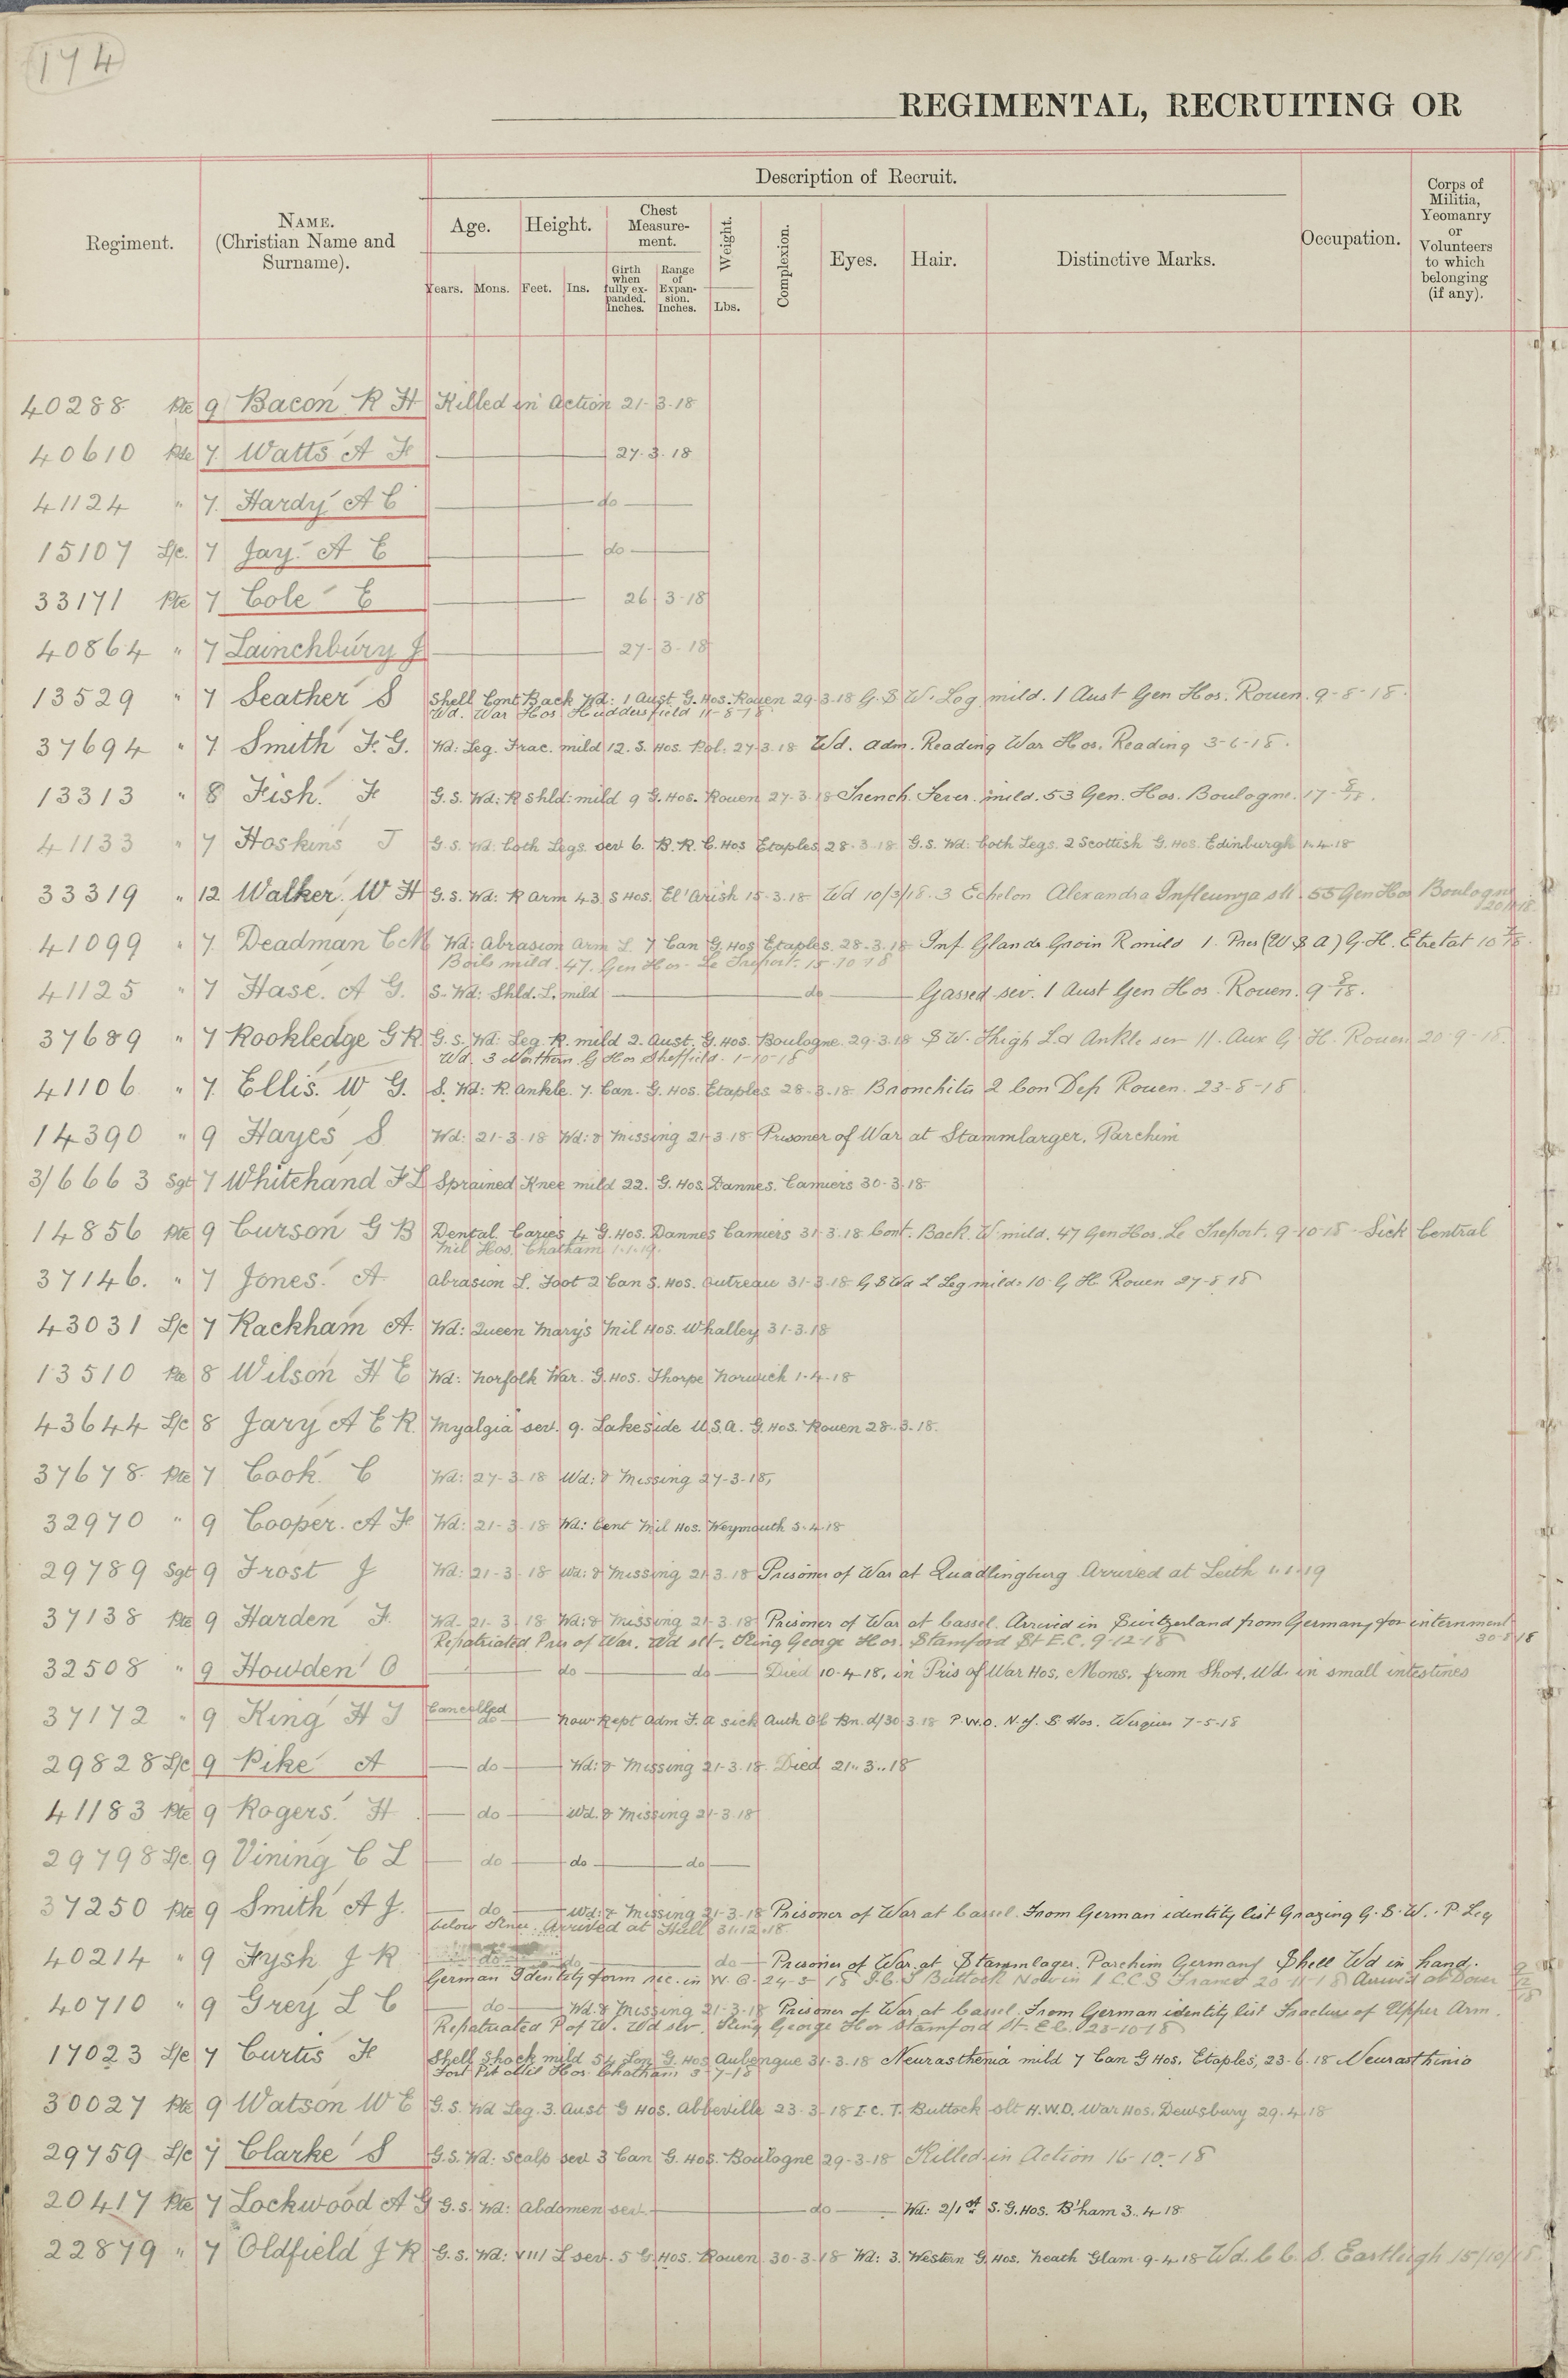 174
REGIMENTAL, RECRUITING OR
Description of Recruit.
Regiment.
NAME.
(Christian Name and
Surname).
Age.
Height.
Chest
Measure-
ment.
Weight.
Complexion.
Eyes.
Hair.
Distinctive Marks.
Occupation.
Corps of
Militia,
Yeomanry
or
Volunteers
to which
belonging
(if any).
Years.
Mons.
Feet.
Ins.
Girth
when
fully ex-
panded.
Inches.
Range
of
Expan-
sion.
Inches.
Lbs.
40288 Pte 9 Bacon R H Killed in Action 21-3-18
40610 Pte 7 Watts A F 27.3.18
41124 " 7. Hardy A C do
15107 L/c. 7 Jay A E do
33171 Pte 7 Cole E 26.3-18
40864 " 7 Lainchbury J 27-3-18
13529 " 7 Seather S Shell Cont Back Wd: 1 Aust G. Hos. Rouen 29.3.18 G.S W. Leg mild. 1 Aust Gen Hos. Rouen. 9-8-18.
Wd. War Hos Huddersfield 11-8-18
37694 " 7 Smith F. G. Wd: Leg. Frac. mild 12. S. Hos. Pol. 27.3.18 Wd. adm. Reading War Hos. Reading 3-6-18.
13313 " 8 Fish. F G.S. Wd: R Shld: mild 9 G. Hos. Rouen 27-3-18 Trench Fever. mild. 53 Gen. Hos. Boulogne. 17-8/18.
41133 " 7 Hoskins J G.S. Wd: both Legs sev 6. B.R.C. Hos Etaples 28.3.18 G.S. Wd: both Legs. 2 Scottish G. Hos. Edinburgh 1.4.18
33319 " 12 Walker. W H G.S. Wd: R Arm 43 S Hos. El'Arish 15.3.18 Wd 10/3/18. 3 Echelon Alexandra Infleunza slt. 55 Gen Hos Boulogne
41099 " 7. Deadman C M Wd: abrasion Arm L 7 Can G. Hos Etaples. 28.3.18 Inf Glands Groin R mild 1 Pres (U S A) G. H. Etretat 10
Boils mild. 47. Gen Hos. Le Treport. 15-10-18
41125 " 7 Hase. A G. S. Wd: Shld. L. mild do Gassed sev. 1 Aust Gen Hos. Rouen. 9 8/18.
37689 " 7 Rookledge G R G.S. Wd: Leg. R. mild 2. Aust. G. Hos. Boulogne. 29.3.18 S W. Thigh L & Ankle sev 11. Aux G H. Rouen 20-9-18.
Wd. 3 Northern G Hos Sheffield. 1-10-18
41106 " 7. Ellis. W G. S. Wd: R. ankle. 7. Can. G. Hos. Etaples 28.3.18 Bronchitis 2 Con Dep Rouen. 23-8-18
14390 " 9 Hayes S Wd: 21-3-18 Wd: & Missing 21-3-18 Prisoner of War at Stammlarger. Parchim
3/6663 Sgt 7 Whitehand F L Sprained Knee mild 22. G. Hos. Dannes. Camiers 30-3.18.
14856 Pte 9 Curson G B Dental Caries 4 G. Hos. Dannes Camiers 31-3.18 Cont. Back. W mild. 47 Gen Hos. Le Treport. 9-10-18. Sick Central
Mil Hos. Chatham 1.1.19.
37146. " 7 Jones. A Abrasion L. Foot 2 Can S. Hos. Outreau 31-3-18 G S Wd L Leg mild. 10. G H Rouen 27-8 18
43031 L/c 7 Rackham A. Wd: Queen Mary's Mil Hos. Whalley 31-3.18
13510 Pte 8 Wilson H E Wd: Norfolk War. G. Hos. Thorpe Norwich 1-4-18
43644 L/c 8 Jary A E R. Myalgia sev. 9. Lakeside U.S.A. G. Hos. Rouen 28-3-18.
37678. Pte 7 Cook. C Wd: 27-3-18 Wd: & Missing 27-3-18,
32970 " 9 Cooper. A F Wd: 21-3-18 Wd: Cent Mil Hos. Weymouth 5.4.18
29789 Sgt 9 Frost J Wd: 21-3-18 Wd: & Missing 21-3.18 Prisoner of War at Quadlingburg Arrived at Leith 1.1.19
37138 Pte 9 Harden F. Wd. 21-3-18 Wd: & Missing 21-3.18 Prisoner of War at Cassel. Arrived in Switzerland from Germany for internment
Repatriated Pris of War. Wd slt. King George Hos. Stamford St E.C. 9-12-18
32508 " 9 Howden O do do Died 10-4-18, in Pris of War Hos. Mons. from Shot. Wd. in small intestines
37172 " 9 King H J Cancelled do now Rept Adm F. A sick Auth O/C Bn. d/30.3.18 P.W.O. N. of. S. Hos. Wisques 7-5-18
29828 L/c 9 Pike A do Wd: & Missing 21-3-18. Died 21.3.18
41183 Pte 9 Rogers. H do Wd. & Missing 21-3.18
29798 L/c. 9 Vining C L do do do
37250 Pte 9 Smith A J. do Wd: & Missing 21-3-18 Prisoner of War at Cassel. From German identity list Grazing G.S.W. P Leg
below Knee. Arrived at Hull 31.12.18.
40214 " 9 Fysh J R do do do Prisoner of War at Stammlager. Parchim Germany Shell Wd in hand.
German Identity form rec. in W.O. 24-5-18 Buttock Now in 1 C C S France 20-11-18 Arrived at Dover
40710 " 9 Grey L C do Wd. & Missing 21-3-18 Prisoner of War at Cassel. From German identity list Fracture of Upper Arm.
Repatriated P of W. Wd sev. King George Hos Stamford St. E C. 23-10-18
17023 L/c 7 Curtis F Shell Shock mild 54 Lon G. Hos Aubengue 31-3.18 Neurasthenia mild 7 Can G Hos. Etaples, 23-6-18 Neurasthinia
Fort Pit Mil Hos. Chatham 3-7-18
30027 Pte 9 Watson W E G.S. Wd Leg. 3. Aust G Hos. Abbeville 23-3-18 I.C.T. Buttock slt H.W.D. War Hos. Dewsbury 29.4.18
29759 L/c 7 Clarke S G.S. Wd: Scalp sev 3 Can G. Hos. Boulogne 29-3-18 Killed in Action 16-10-18
20417 Pte 7 Lockwood A G G.S. Wd: Abdomen sev do Wd: 2/1st S. G. Hos. B'ham 3.4.18
22879 " 7 Oldfield J R G.S. Wd: VIII L sev. 5 G. Hos. Rouen 30-3-18 Wd: 3. Western G. Hos. Neath Glam. 9-4.18 Wd. C C. S. Eastleigh 15/10/18.